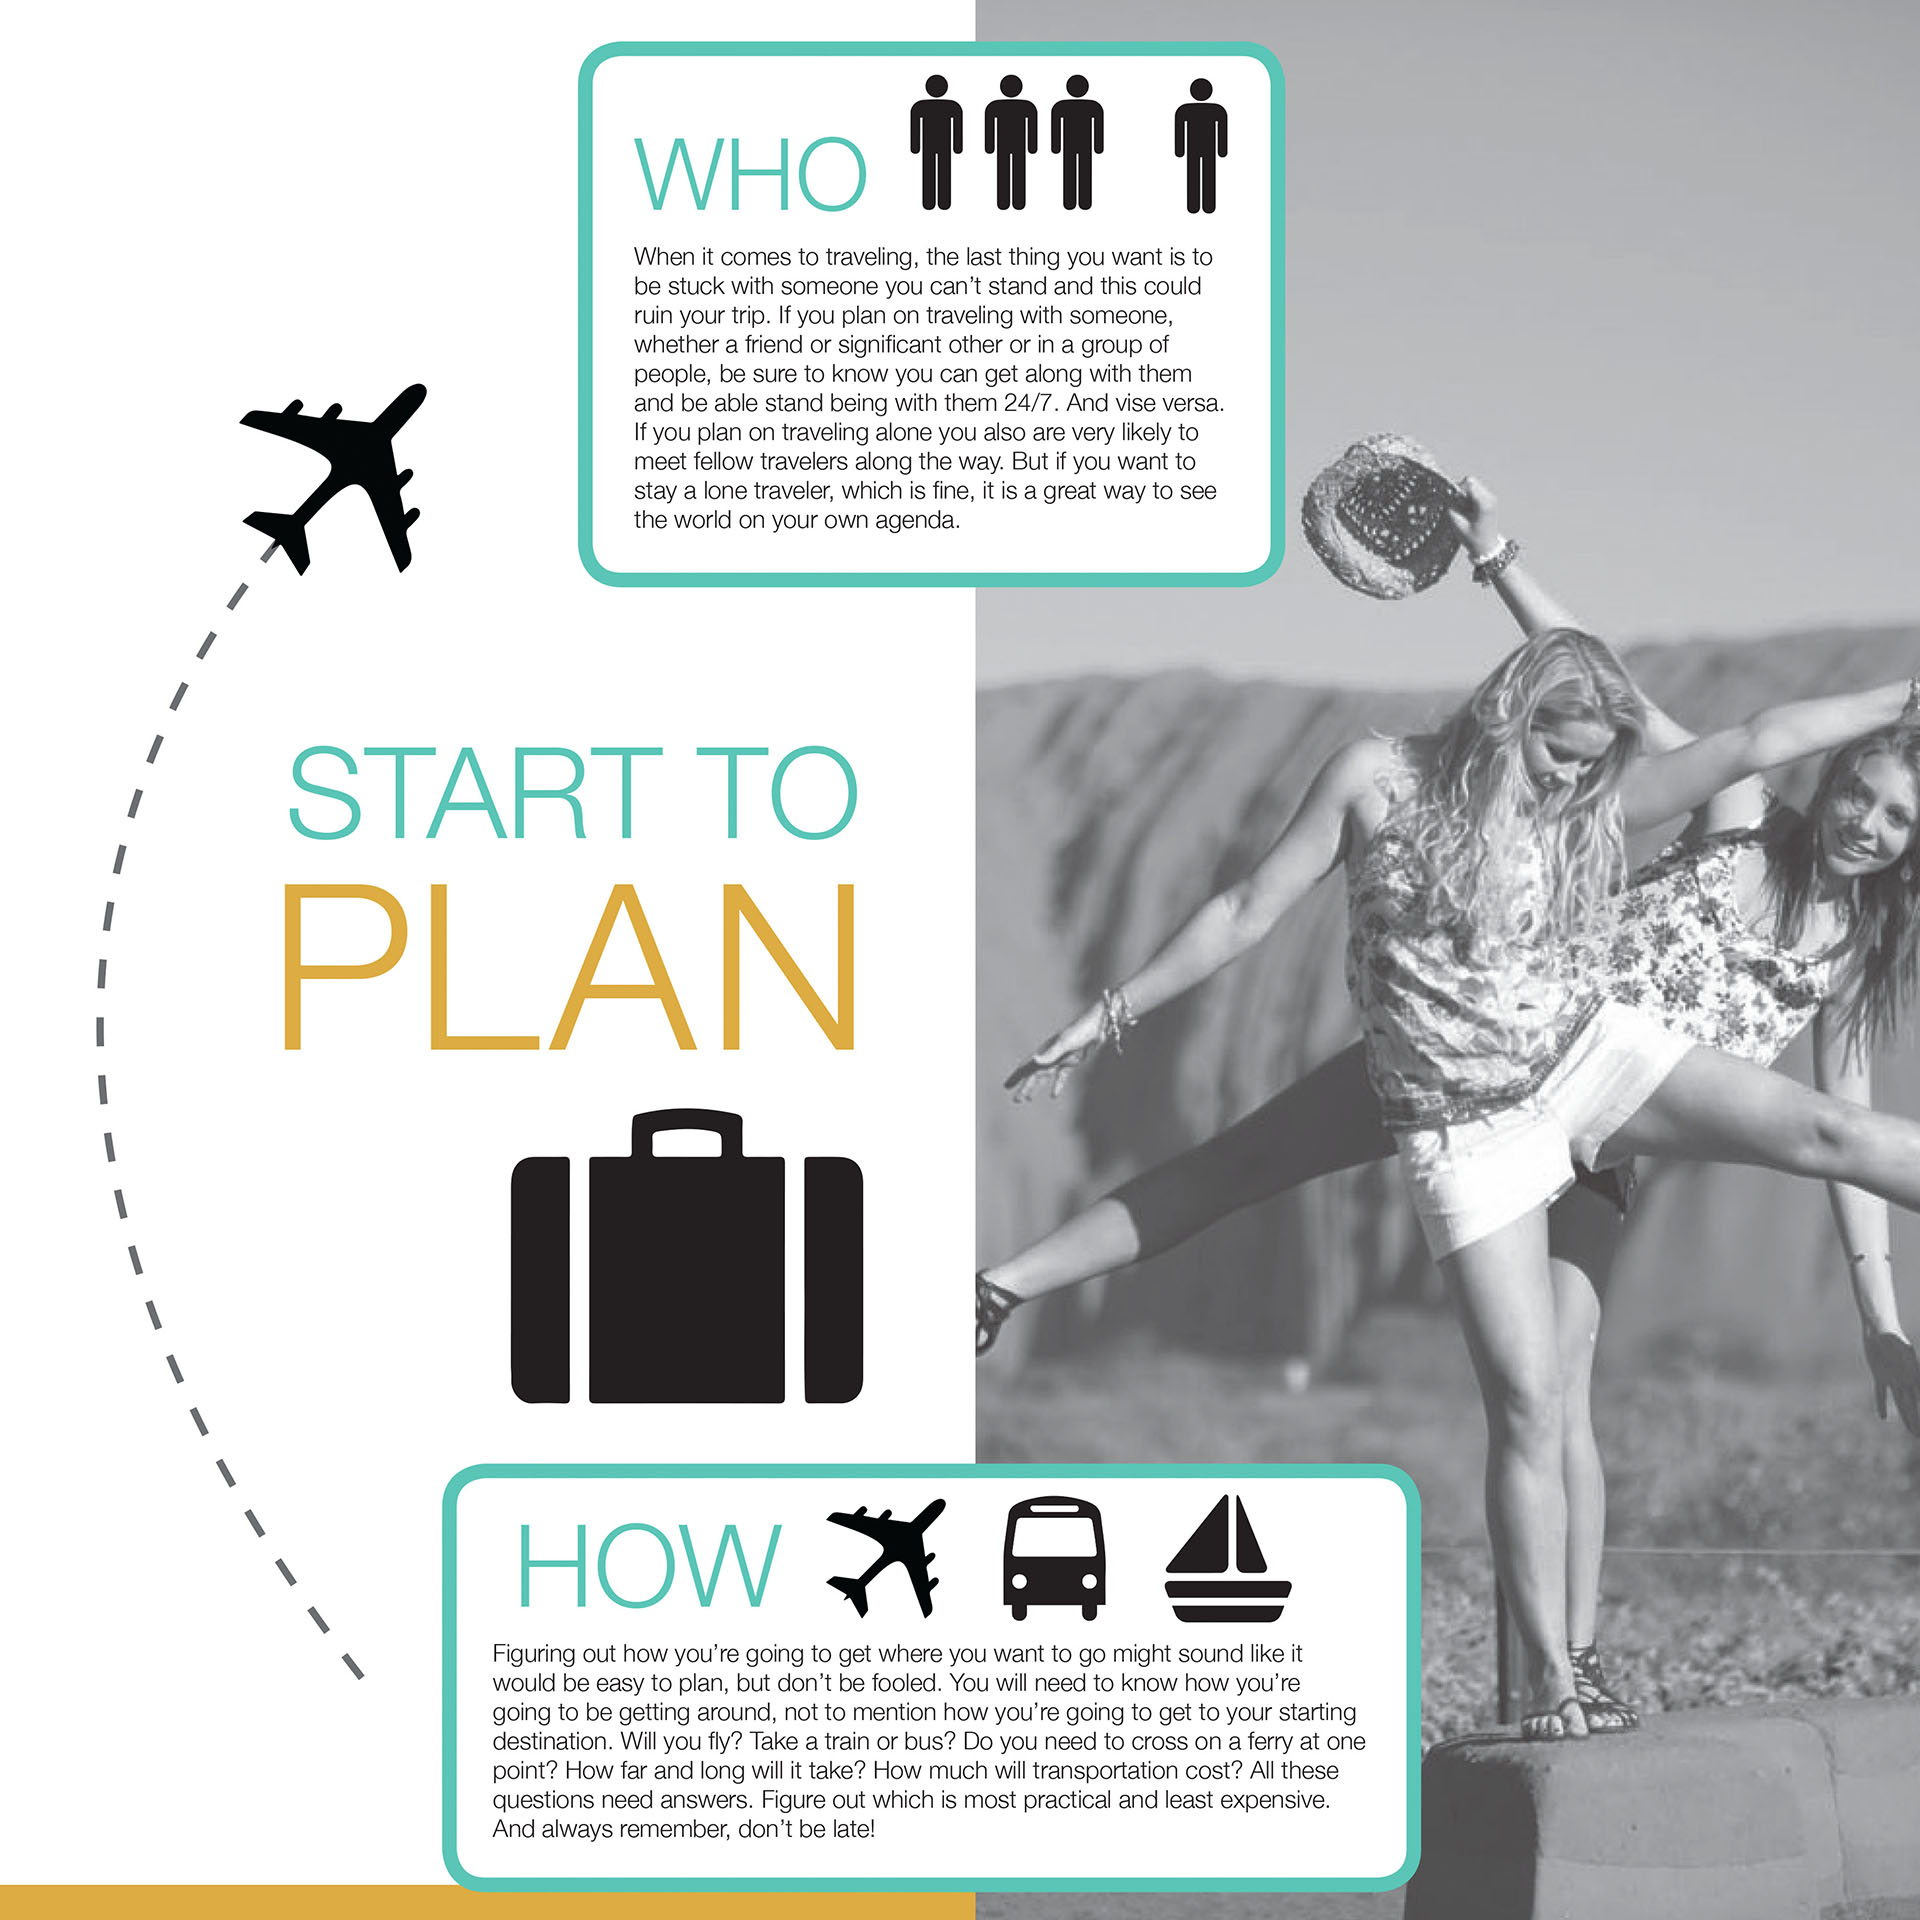 WHO
When it comes to traveling, the last thing you want is to
be stuck with someone you can't stand and this could
ruin your trip. If you plan on traveling with someone,
whether a friend or significant other or in a group of
people, be sure to know you can get along with them
and be able stand being with them 24/7. And vise versa.
If you plan on traveling alone you also are very likely to
meet fellow travelers along the way. But if you want to
stay a lone traveler, which is fine, it is a great way to see
the world on your own agenda.
START TO
PLAN
HOW
Figuring out how you're going to get where you want to go might sound like it
would be easy to plan, but don't be fooled. You will need to know how you're
going to be getting around, not to mention how you're going to get to your starting
destination. Will you fly? Take a train or bus? Do you need to cross on a ferry at one
point? How far and long will it take? How much will transportation cost? All these
questions need answers. Figure out which is most practical and least expensive.
And always remember, don't be late!